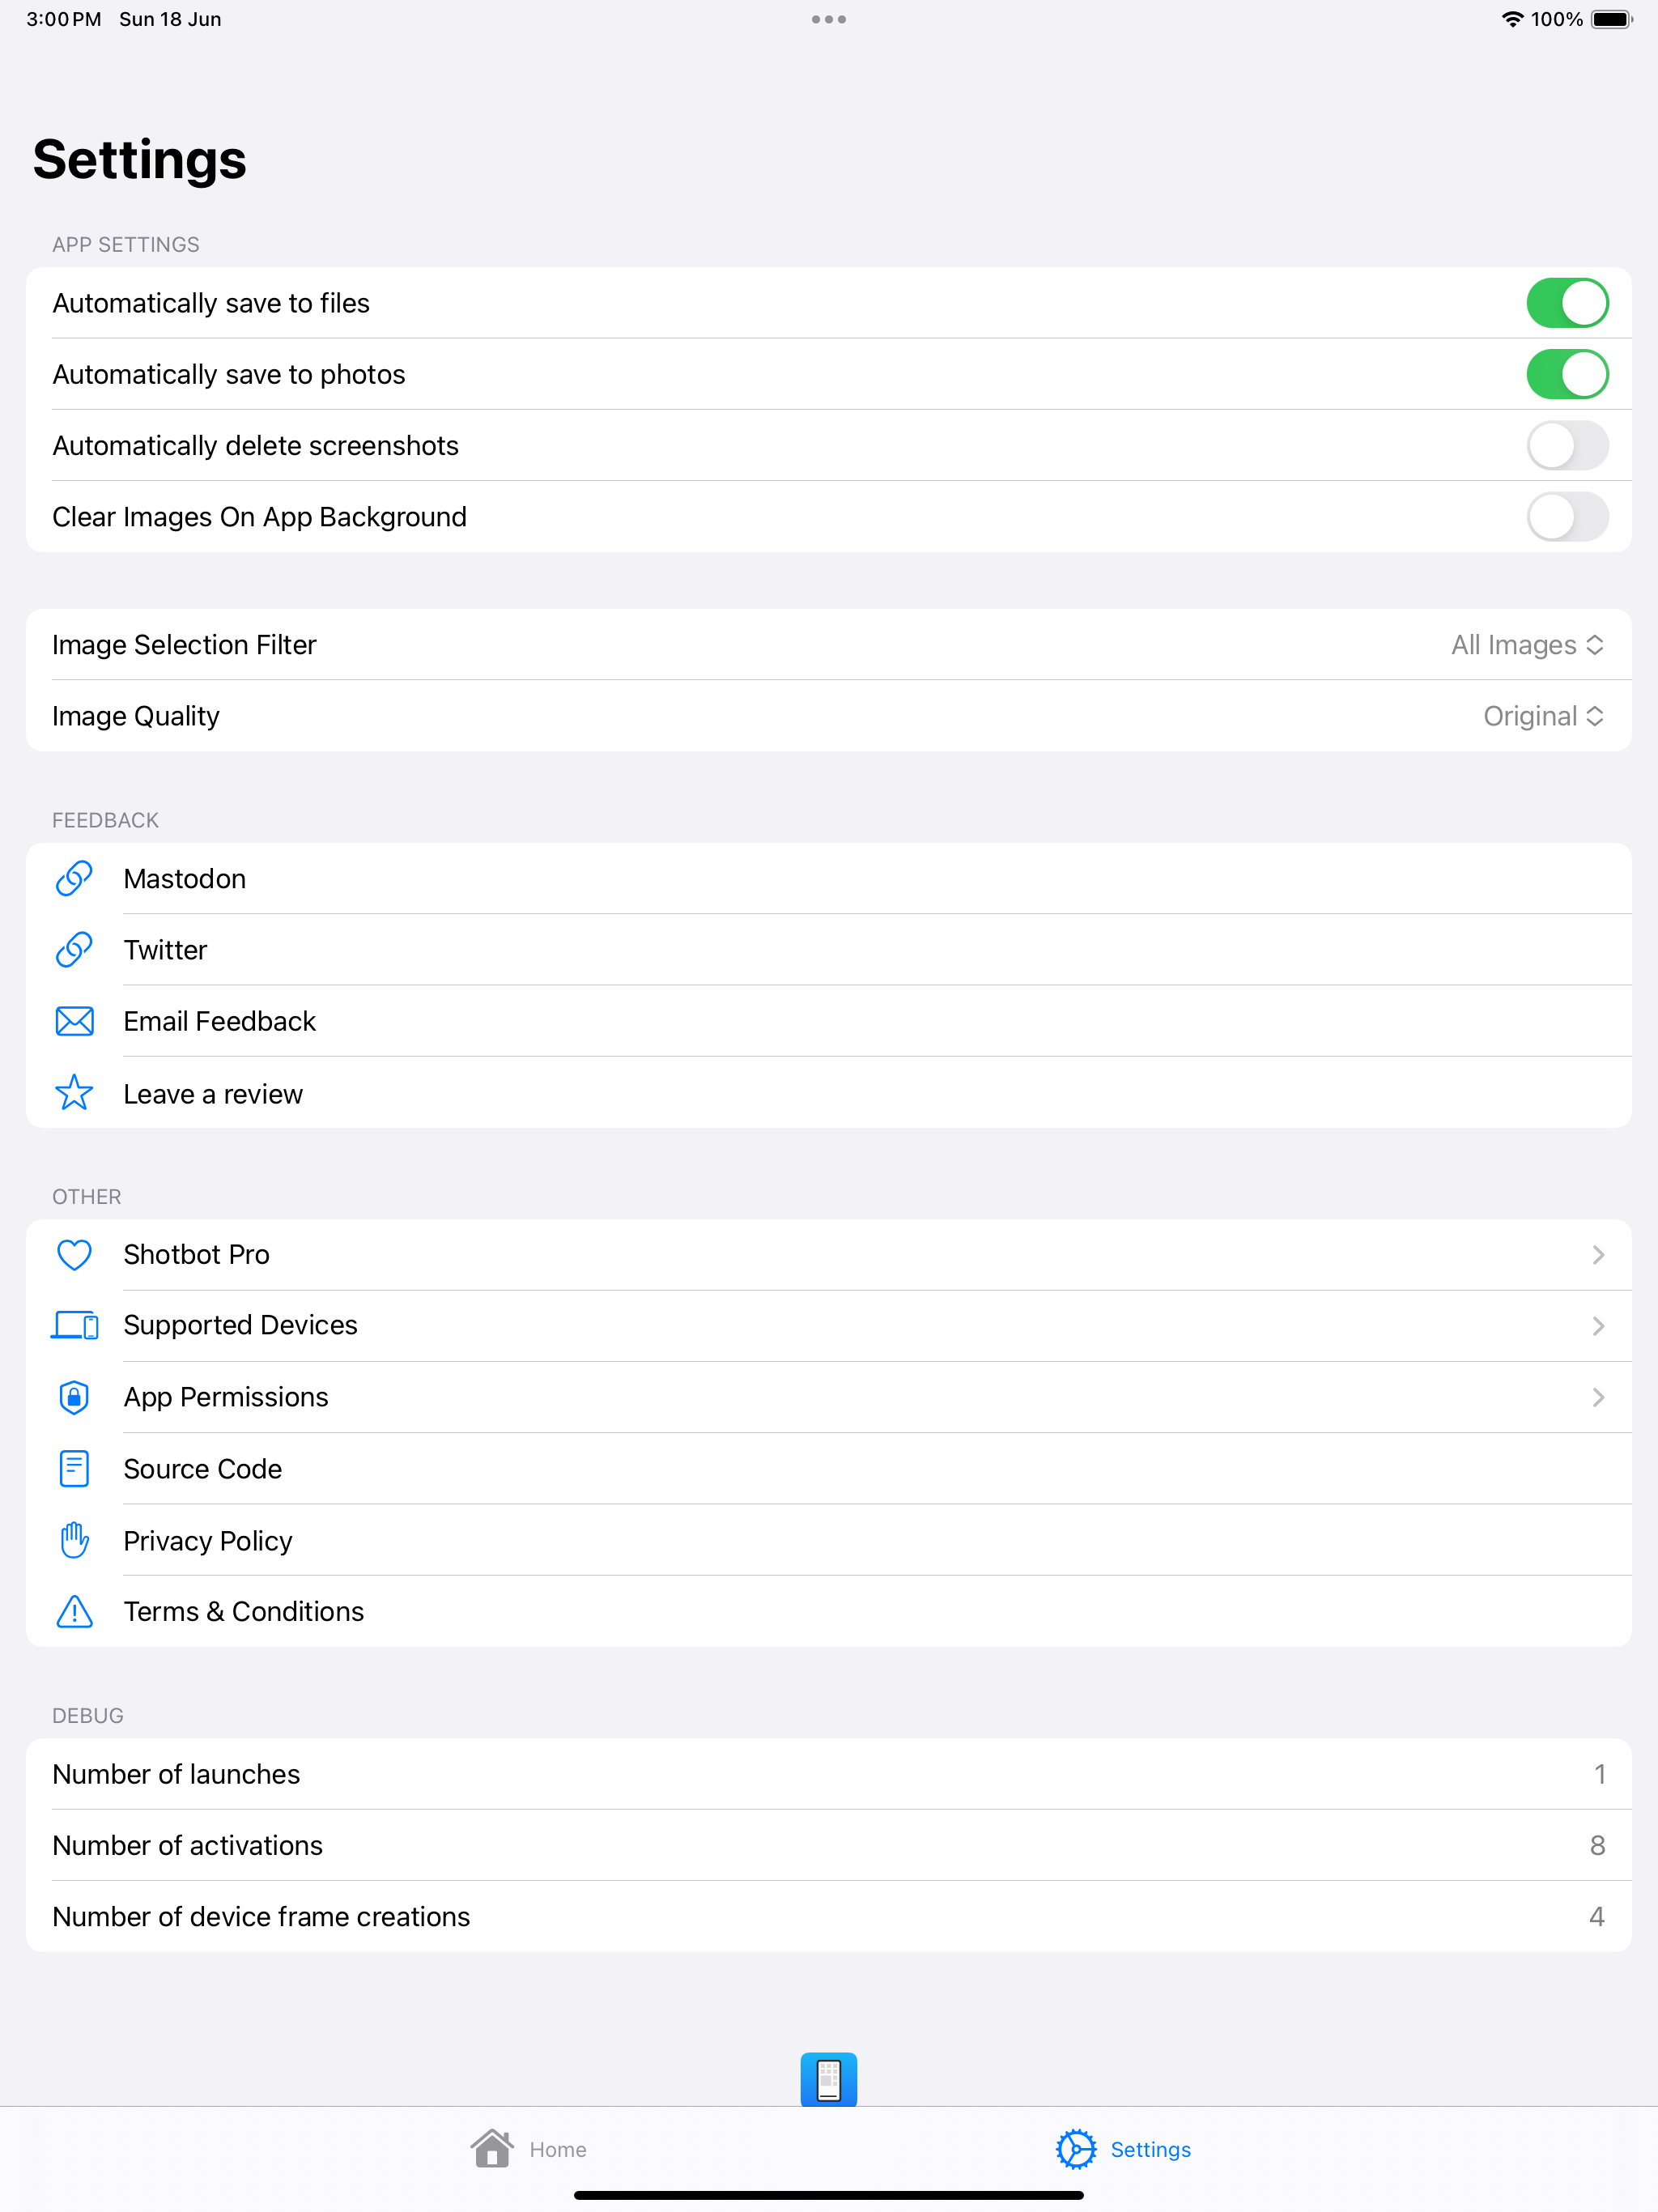 3:00 PM Sun 18 Jun 100%
Settings
APP SETTINGS
Automatically save to files
Automatically save to photos
Automatically delete screenshots
Clear Images On App Background
Image Selection Filter All Images
Image Quality Original
FEEDBACK
Mastodon
Twitter
Email Feedback
Leave a review
OTHER
Shotbot Pro
Supported Devices
App Permissions
Source Code
Privacy Policy
Terms & Conditions
DEBUG
Number of launches 1
Number of activations 8
Number of device frame creations 4
Home Settings